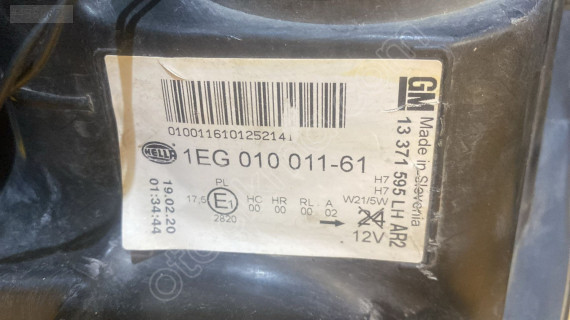 010011610125214
HELLA
1EG 010 011-61
19.02.20
01:34:44
PL
17,5
E1
2820
HC
00
HR
00
RL
00
A
02
H7
H7
W21/5W
24
12V
GM
13 371 595 LH AR2
Made in Slovenia